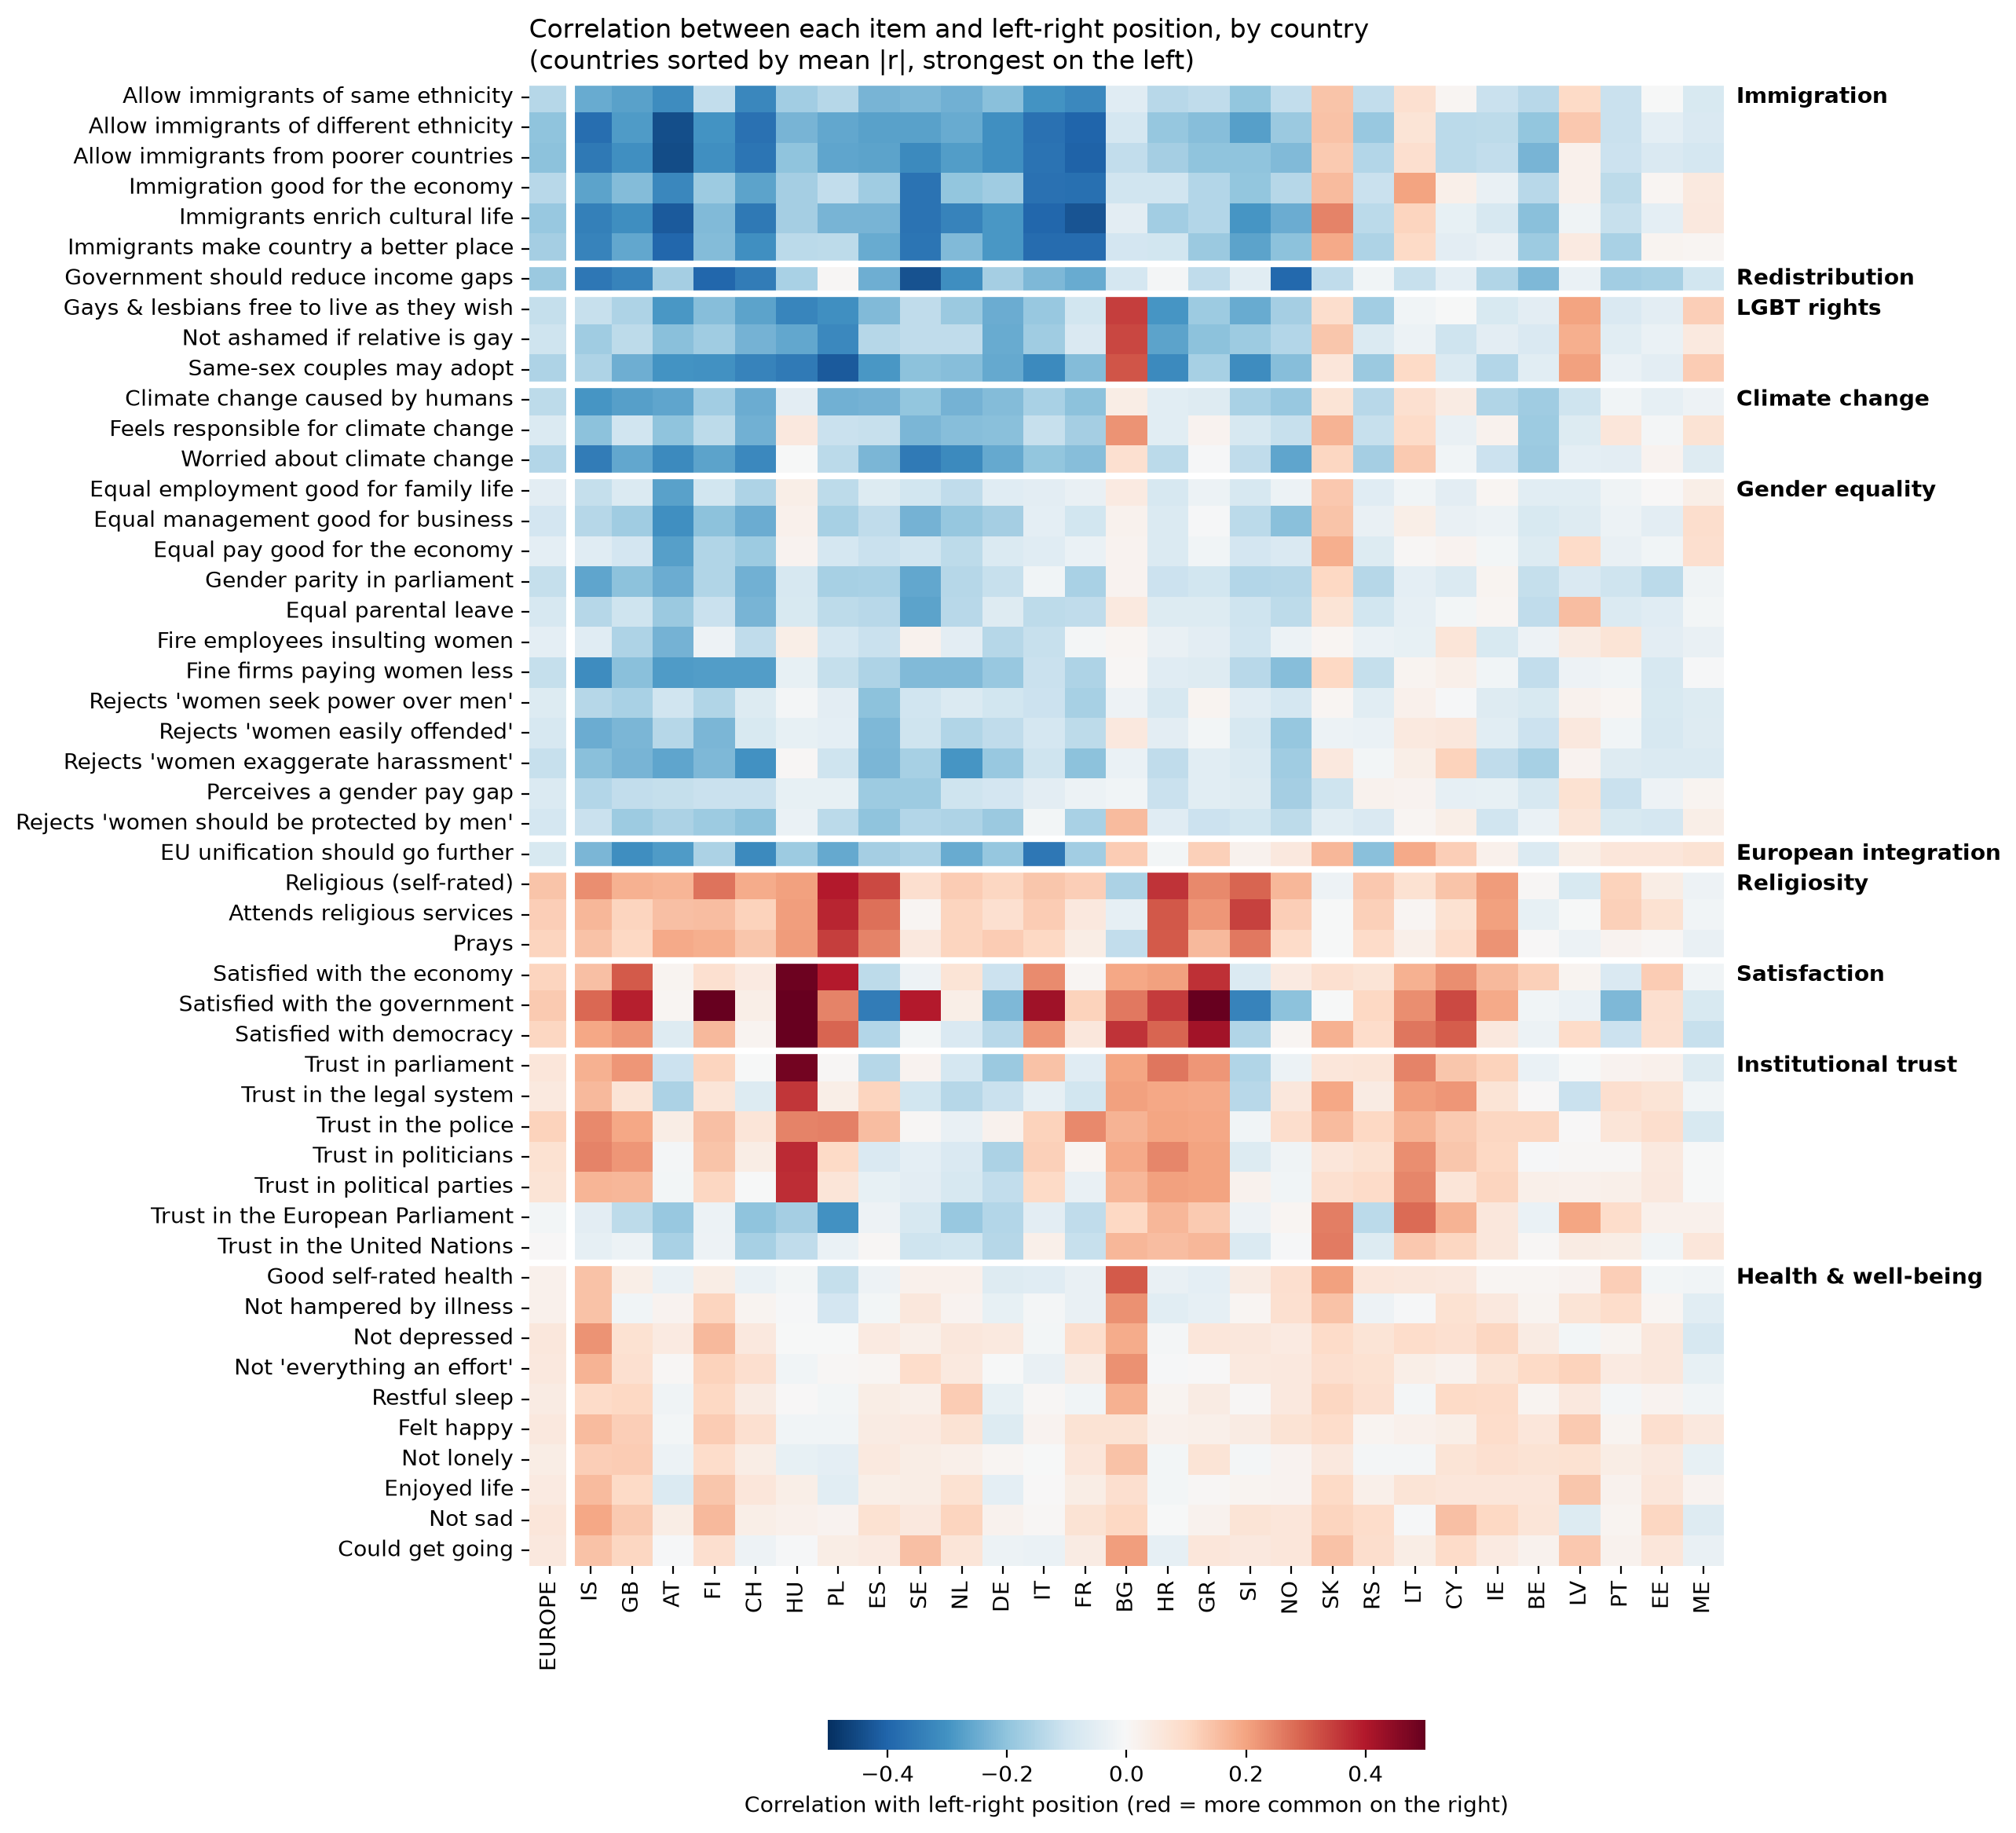 Correlation between each item and left-right position, by country
(countries sorted by mean |r|, strongest on the left)
Allow immigrants of same ethnicity
Immigration
Allow immigrants of different ethnicity
Allow immigrants from poorer countries
Immigration good for the economy
Immigrants enrich cultural life
Immigrants make country a better place
Government should reduce income gaps
Redistribution
Gays & lesbians free to live as they wish
LGBT rights
Not ashamed if relative is gay
Same-sex couples may adopt
Climate change caused by humans
Climate change
Feels responsible for climate change
Worried about climate change
Equal employment good for family life
Gender equality
Equal management good for business
Equal pay good for the economy
Gender parity in parliament
Equal parental leave
Fire employees insulting women
Fine firms paying women less
Rejects 'women seek power over men'
Rejects 'women easily offended'
Rejects 'women exaggerate harassment'
Perceives a gender pay gap
Rejects 'women should be protected by men'
EU unification should go further
European integration
Religious (self-rated)
Religiosity
Attends religious services
Prays
Satisfied with the economy
Satisfaction
Satisfied with the government
Satisfied with democracy
Trust in parliament
Institutional trust
Trust in the legal system
Trust in the police
Trust in politicians
Trust in political parties
Trust in the European Parliament
Trust in the United Nations
Good self-rated health
Health & well-being
Not hampered by illness
Not depressed
Not 'everything an effort'
Restful sleep
Felt happy
Not lonely
Enjoyed life
Not sad
Could get going
EUROPE
IS
GB
AT
FI
CH
HU
PL
ES
SE
NL
DE
IT
FR
BG
HR
GR
SI
NO
SK
RS
LT
CY
IE
BE
LV
PT
EE
ME
−0.4 −0.2 0.0 0.2 0.4
Correlation with left-right position (red = more common on the right)